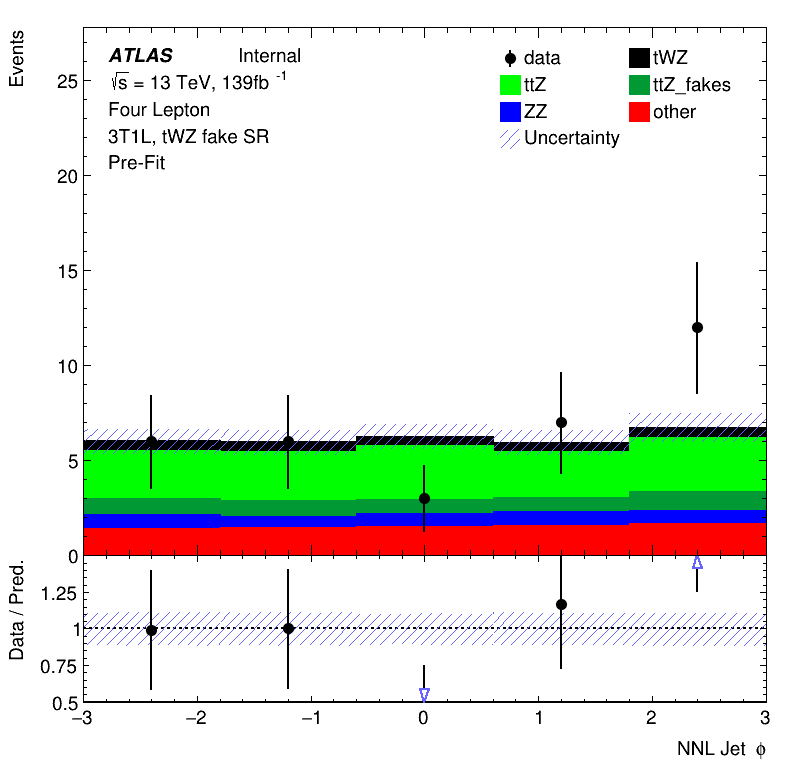 Events
ATLAS Internal
√s = 13 TeV, 139fb⁻¹
Four Lepton
3T1L, tWZ fake SR
Pre-Fit
data
tWZ
ttZ
ttZ_fakes
ZZ
other
Uncertainty
25
20
15
10
5
0
Data / Pred.
1.25
1
0.75
0.5
−3 −2 −1 0 1 2 3
NNL Jet ϕ